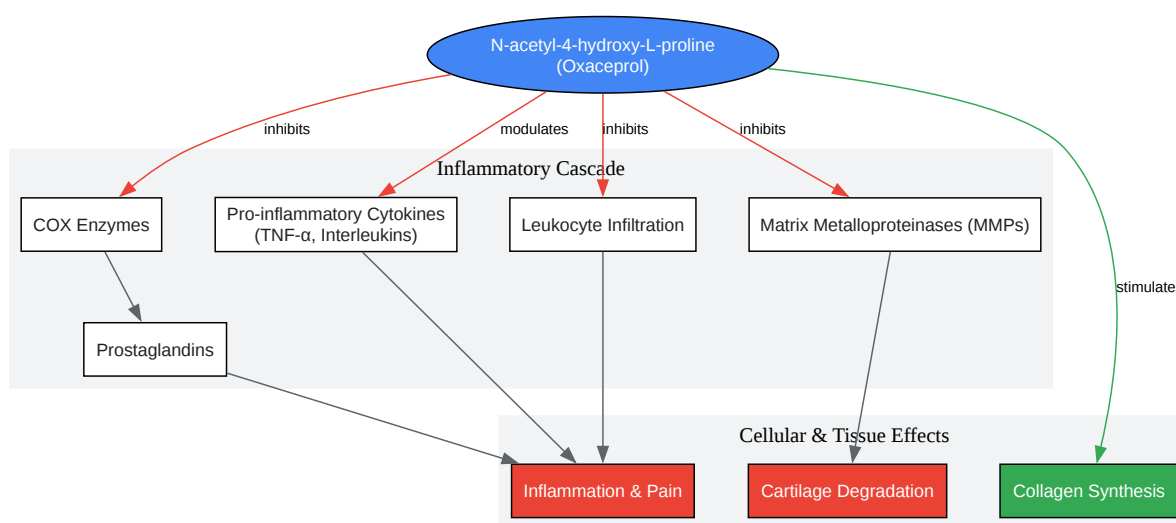 N-acetyl-4-hydroxy-L-proline
(Oxaceprol)
inhibits
modulates
inhibits
inhibits
Inflammatory Cascade
COX Enzymes
Pro-inflammatory Cytokines
(TNF-α, Interleukins)
Leukocyte Infiltration
Matrix Metalloproteinases (MMPs)
stimulate
Prostaglandins
Cellular & Tissue Effects
Inflammation & Pain
Cartilage Degradation
Collagen Synthesis